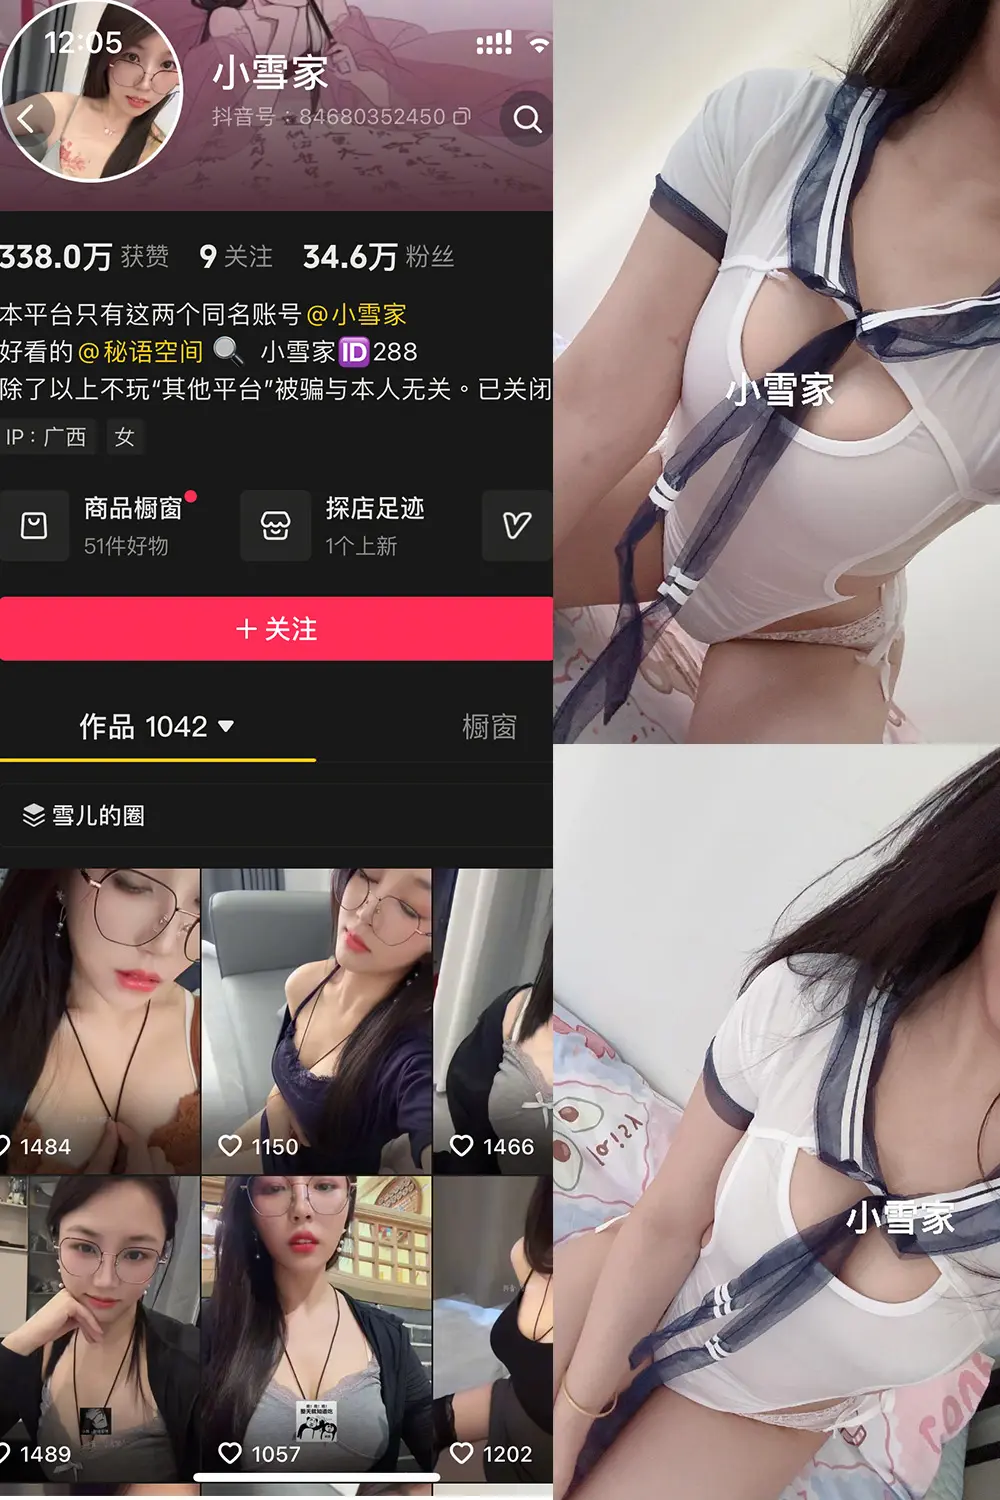 12:05
小雪家
抖音号：84680352450
338.0万 获赞 9 关注 34.6万 粉丝
本平台只有这两个同名账号@小雪家
好看的@秘语空间 小雪家ID288
除了以上不玩“其他平台”被骗与本人无关。已关闭
IP：广西 女
商品橱窗 探店足迹
51件好物 1个上新
+ 关注
作品 1042 橱窗
雪儿的圈
1484 1150 1466
1489 1057 1202
小雪家
小雪家